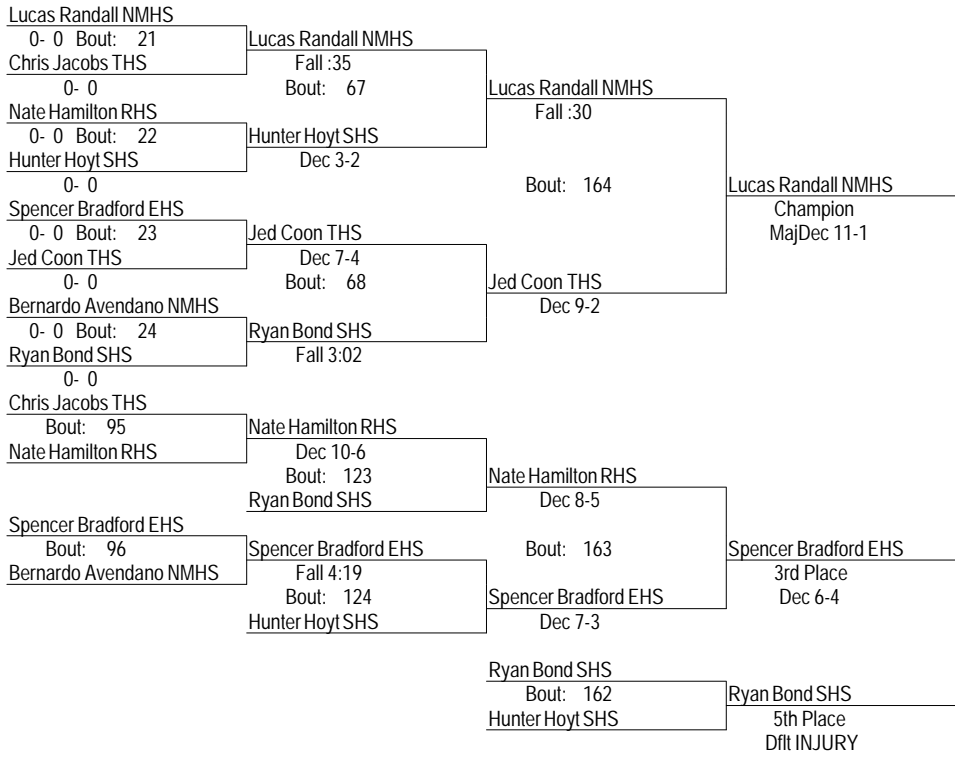 Lucas Randall NMHS
0- 0 Bout: 21
Lucas Randall NMHS
Chris Jacobs THS
Fall :35
0- 0
Bout: 67
Lucas Randall NMHS
Nate Hamilton RHS
Fall :30
0- 0 Bout: 22
Hunter Hoyt SHS
Hunter Hoyt SHS
Dec 3-2
0- 0
Bout: 164
Lucas Randall NMHS
Spencer Bradford EHS
Champion
0- 0 Bout: 23
Jed Coon THS
MajDec 11-1
Jed Coon THS
Dec 7-4
0- 0
Bout: 68
Jed Coon THS
Bernardo Avendano NMHS
Dec 9-2
0- 0 Bout: 24
Ryan Bond SHS
Ryan Bond SHS
Fall 3:02
0- 0
Chris Jacobs THS
Bout: 95
Nate Hamilton RHS
Nate Hamilton RHS
Dec 10-6
Bout: 123
Nate Hamilton RHS
Ryan Bond SHS
Dec 8-5
Spencer Bradford EHS
Bout: 96
Spencer Bradford EHS
Bout: 163
Spencer Bradford EHS
Bernardo Avendano NMHS
Fall 4:19
3rd Place
Bout: 124
Spencer Bradford EHS
Dec 6-4
Hunter Hoyt SHS
Dec 7-3
Ryan Bond SHS
Bout: 162
Ryan Bond SHS
Hunter Hoyt SHS
5th Place
Dflt INJURY